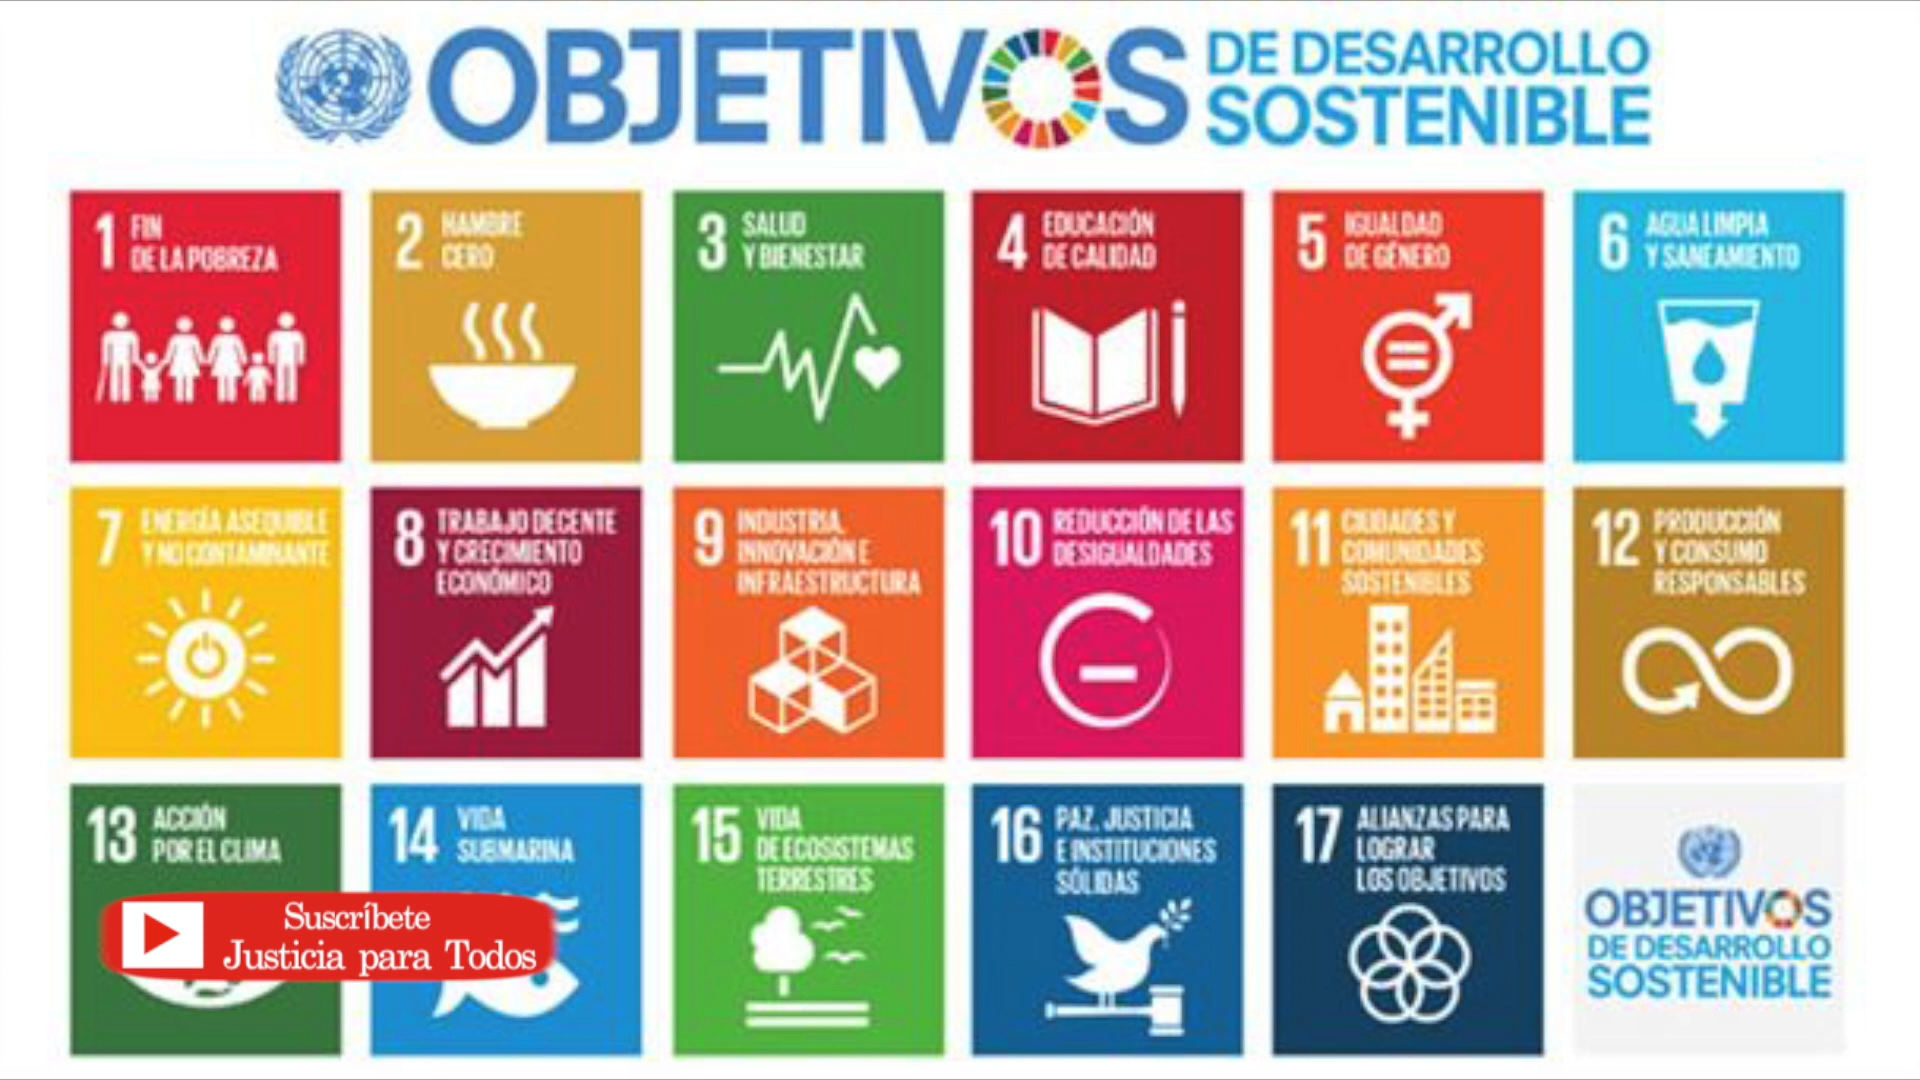 OBJETIVOS
DE DESARROLLO
SOSTENIBLE
1 FIN
DE LA POBREZA
2 HAMBRE
CERO
3 SALUD
Y BIENESTAR
4 EDUCACIÓN
DE CALIDAD
5 IGUALDAD
DE GÉNERO
6 AGUA LIMPIA
Y SANEAMIENTO
7 ENERGÍA ASEQUIBLE
Y NO CONTAMINANTE
8 TRABAJO DECENTE
Y CRECIMIENTO
ECONÓMICO
9 INDUSTRIA,
INNOVACIÓN E
INFRAESTRUCTURA
10 REDUCCIÓN DE LAS
DESIGUALDADES
11 CIUDADES Y
COMUNIDADES
SOSTENIBLES
12 PRODUCCIÓN
Y CONSUMO
RESPONSABLES
13 ACCIÓN
POR EL CLIMA
14 VIDA
SUBMARINA
15 VIDA
DE ECOSISTEMAS
TERRESTRES
16 PAZ, JUSTICIA
E INSTITUCIONES
SÓLIDAS
17 ALIANZAS PARA
LOGRAR
LOS OBJETIVOS
OBJETIVOS
DE DESARROLLO
SOSTENIBLE
Suscríbete
Justicia para Todos